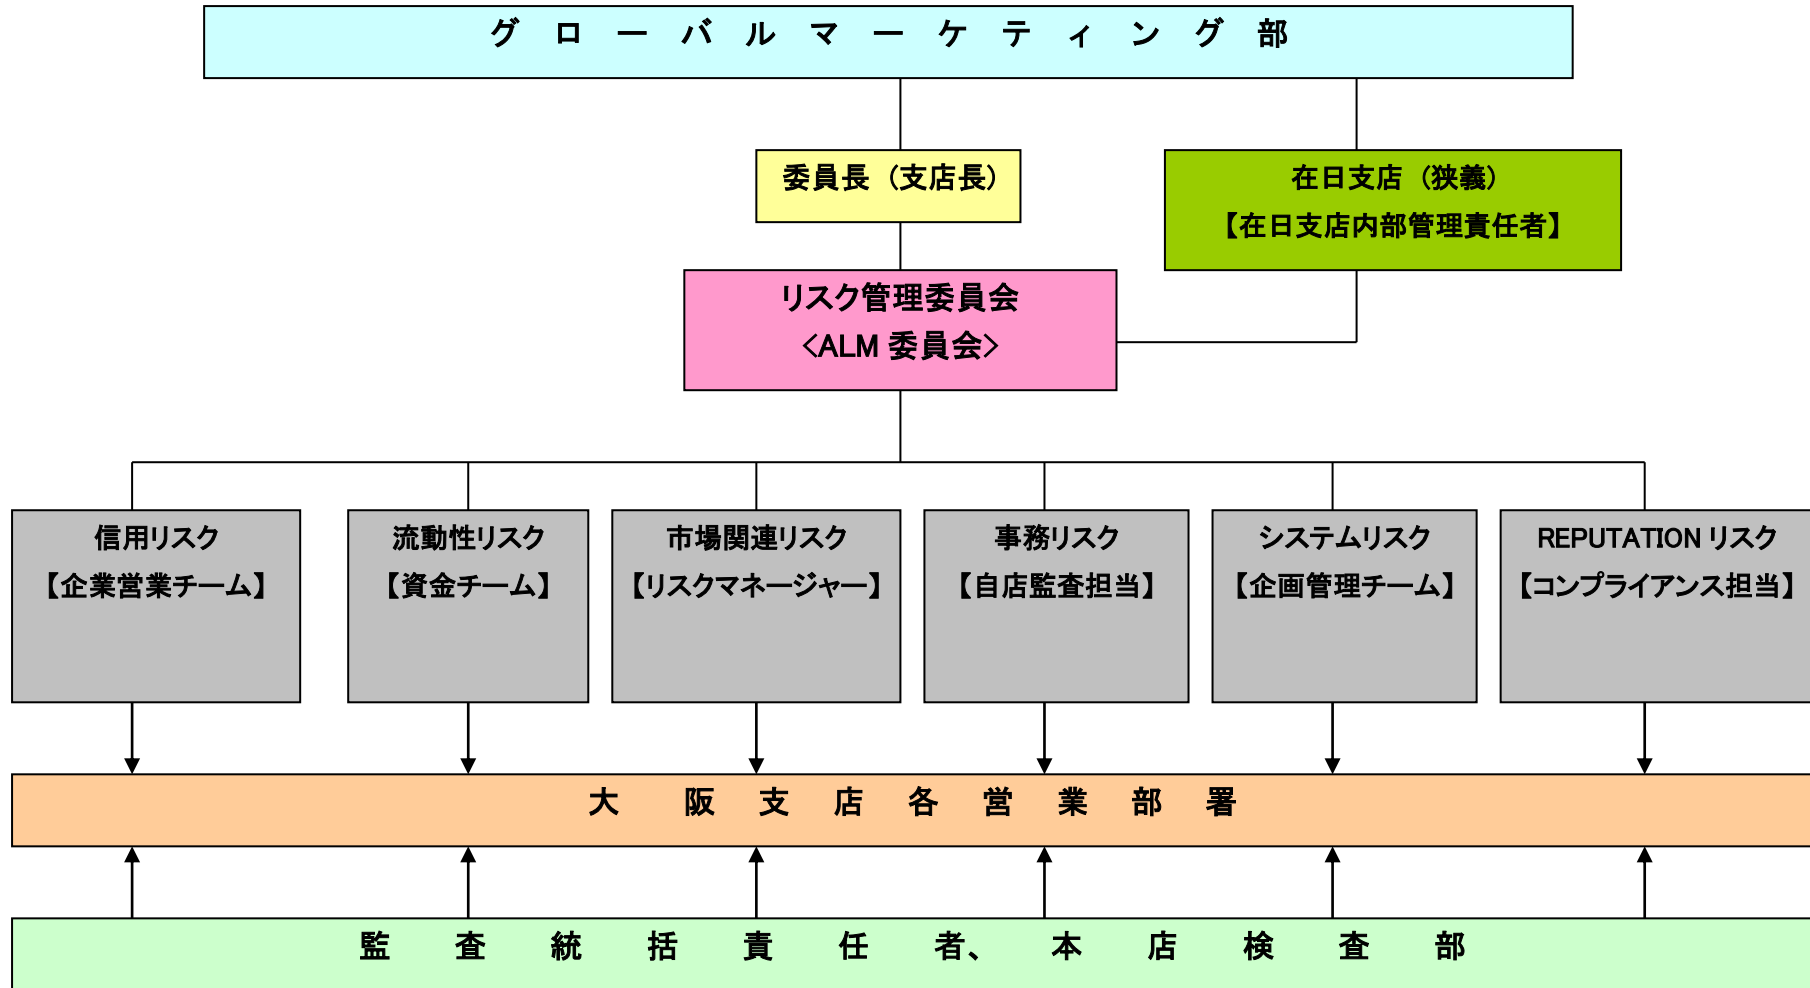 グローバルマーケティング部
委員長（支店長）
在日支店（狭義）
【在日支店内部管理責任者】
リスク管理委員会
<ALM 委員会>
信用リスク
【企業営業チーム】
流動性リスク
【資金チーム】
市場関連リスク
【リスクマネージャー】
事務リスク
【自店監査担当】
システムリスク
【企画管理チーム】
REPUTATION リスク
【コンプライアンス担当】
大阪支店各営業部署
監査統括責任者、本店検査部